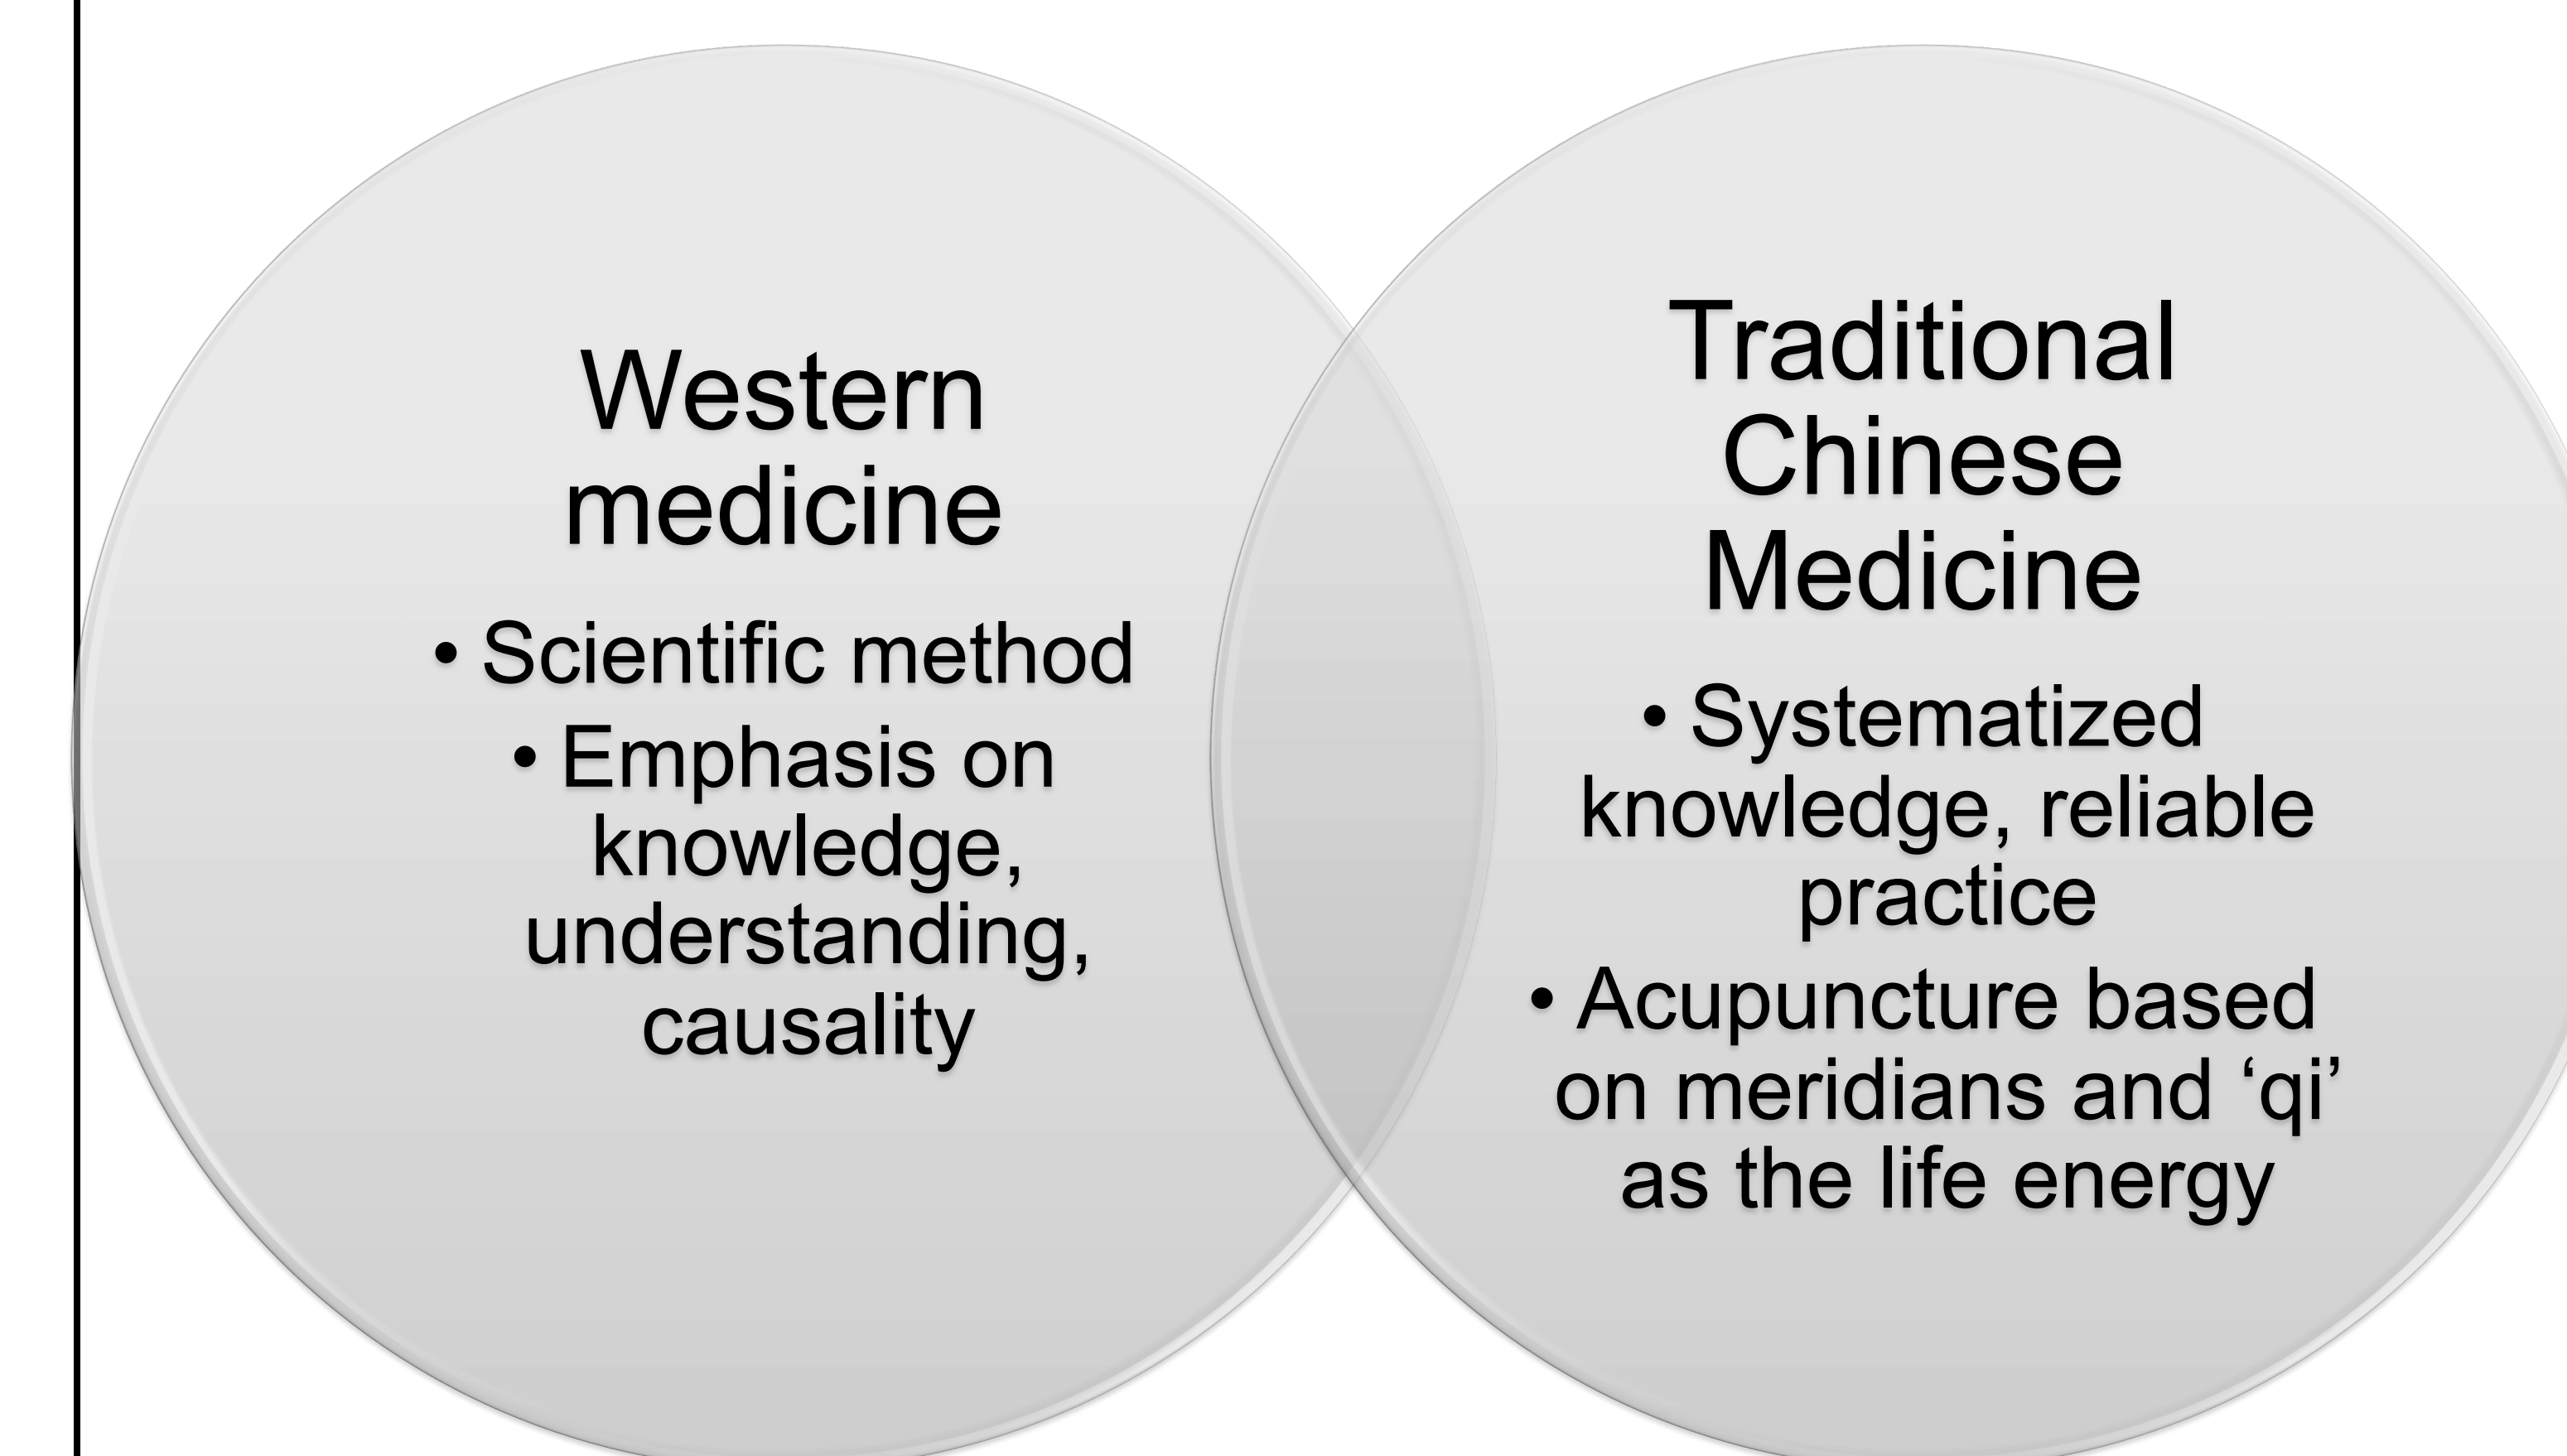 Western
medicine
• Scientific method
• Emphasis on
knowledge,
understanding,
causality
Traditional
Chinese
Medicine
• Systematized
knowledge, reliable
practice
• Acupuncture based
on meridians and ‘qi’
as the life energy